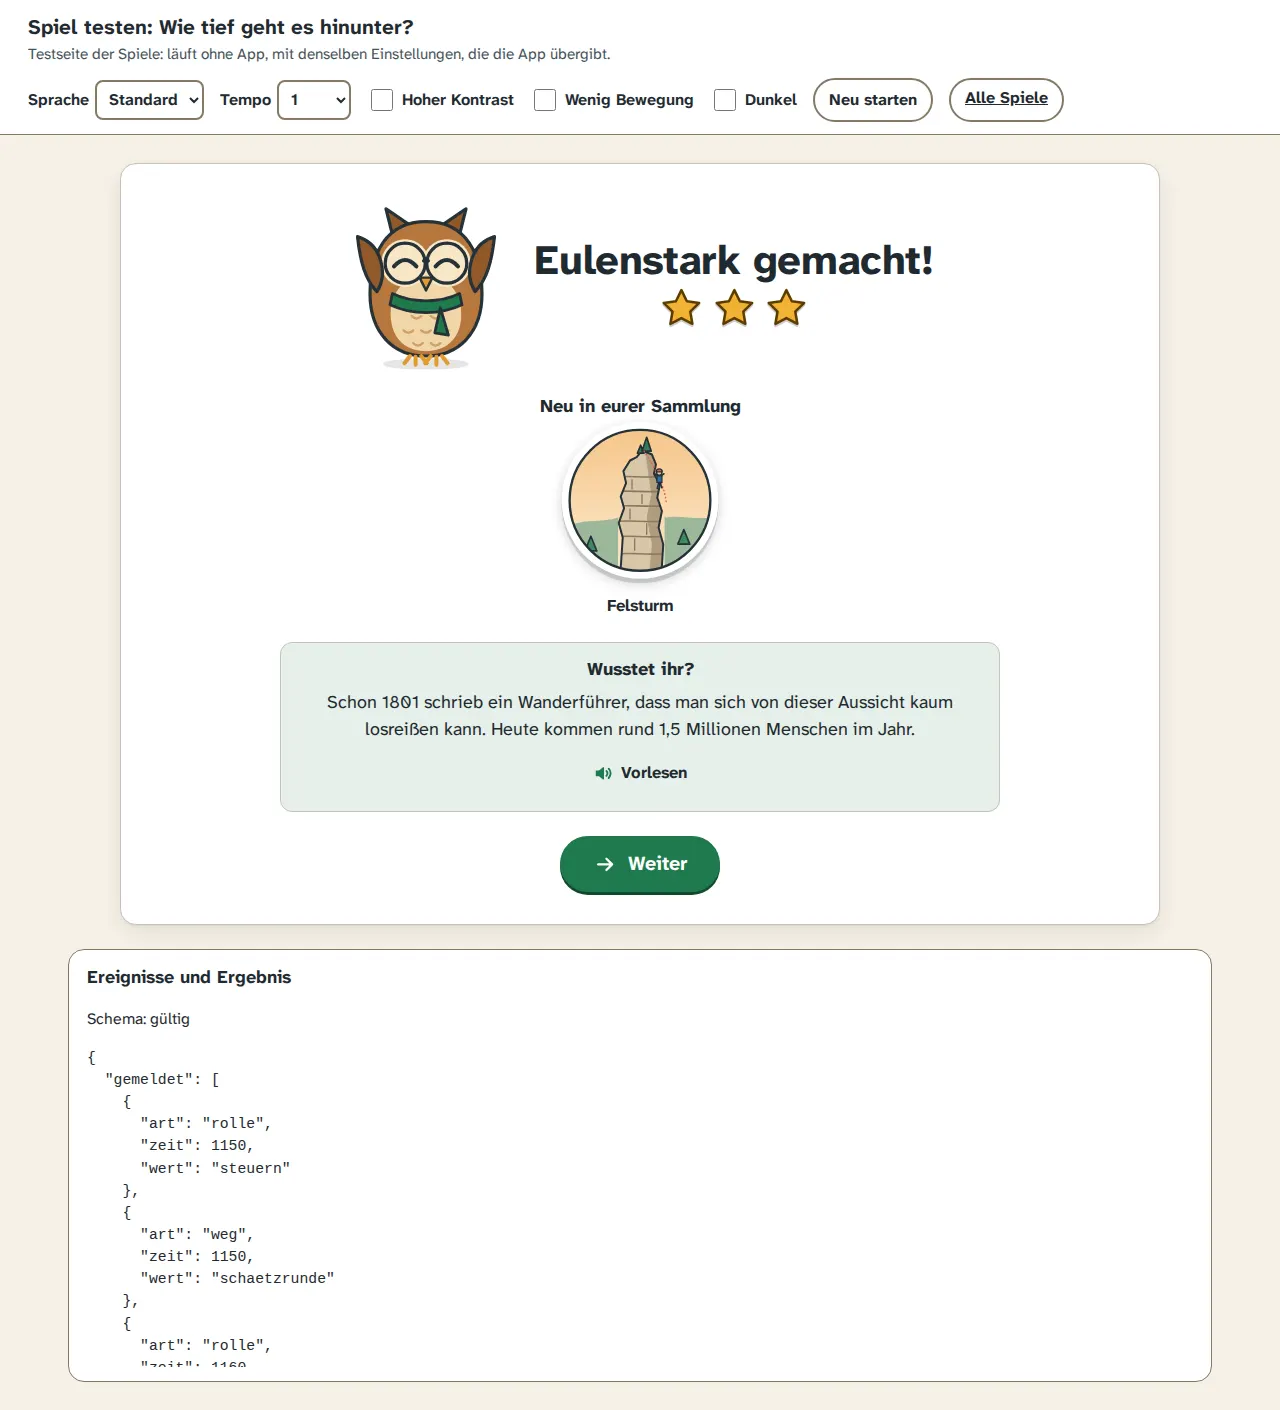 Spiel testen: Wie tief geht es hinunter?
Testseite der Spiele: läuft ohne App, mit denselben Einstellungen, die die App übergibt.
Sprache Standard Tempo 1 Hoher Kontrast Wenig Bewegung Dunkel Neu starten Alle Spiele
Eulenstark gemacht!
Neu in eurer Sammlung
Felsturm
Wusstet ihr?
Schon 1801 schrieb ein Wanderführer, dass man sich von dieser Aussicht kaum
losreißen kann. Heute kommen rund 1,5 Millionen Menschen im Jahr.
Vorlesen
Weiter
Ereignisse und Ergebnis
Schema: gültig
{
  "gemeldet": [
    {
      "art": "rolle",
      "zeit": 1150,
      "wert": "steuern"
    },
    {
      "art": "weg",
      "zeit": 1150,
      "wert": "schaetzrunde"
    },
    {
      "art": "rolle",
      "zeit": 1160,